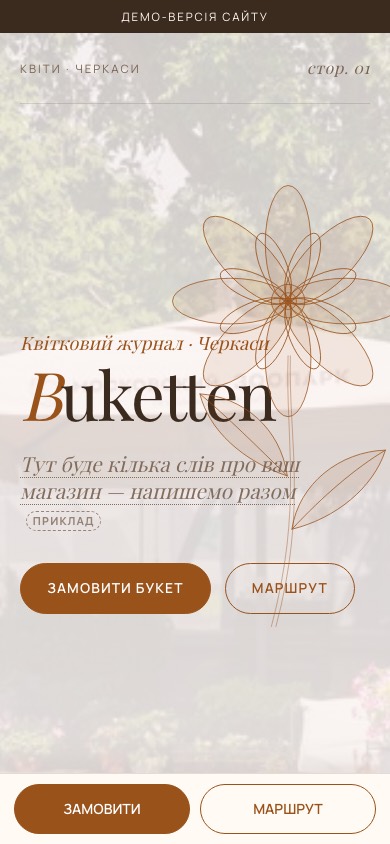 ДЕМО-ВЕРСІЯ САЙТУ
КВІТИ · ЧЕРКАСИ
стор. 01
Квітковий журнал · Черкаси
Buketten
Тут буде кілька слів про ваш
магазин — напишемо разом
ПРИКЛАД
ЗАМОВИТИ БУКЕТ
МАРШРУТ
ЗАМОВИТИ
МАРШРУТ